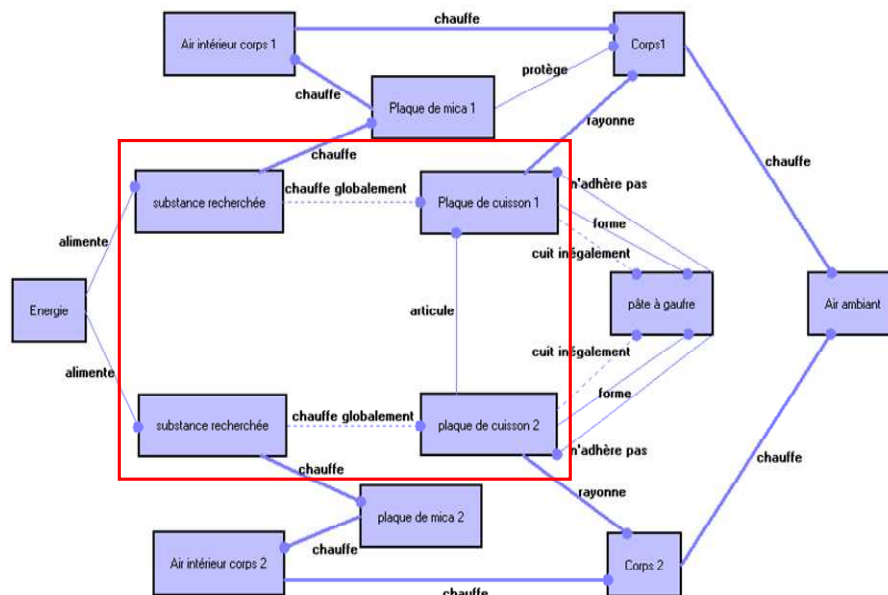 chauffe
Air intérieur corps 1
Corps1
protège
chauffe
Plaque de mica 1
rayonne
chauffe
chauffe
n'adhère pas
substance recherchée
chauffe globalement
Plaque de cuisson 1
forme
alimente
cuit inégalement
Energie
articule
pâte à gaufre
Air ambiant
cuit inégalement
alimente
forme
substance recherchée
chauffe globalement
plaque de cuisson 2
n'adhère pas
chauffe
chauffe
rayonne
plaque de mica 2
chauffe
Air intérieur corps 2
Corps 2
chauffe